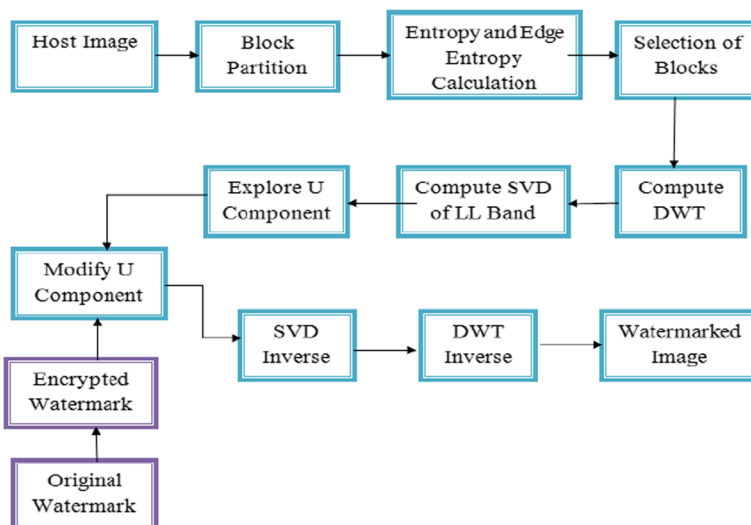 Host Image
Block
Partition
Entropy and Edge
Entropy
Calculation
Selection of
Blocks
Explore U
Component
Compute SVD
of LL Band
Compute
DWT
Modify U
Component
SVD
Inverse
DWT
Inverse
Watermarked
Image
Encrypted
Watermark
Original
Watermark